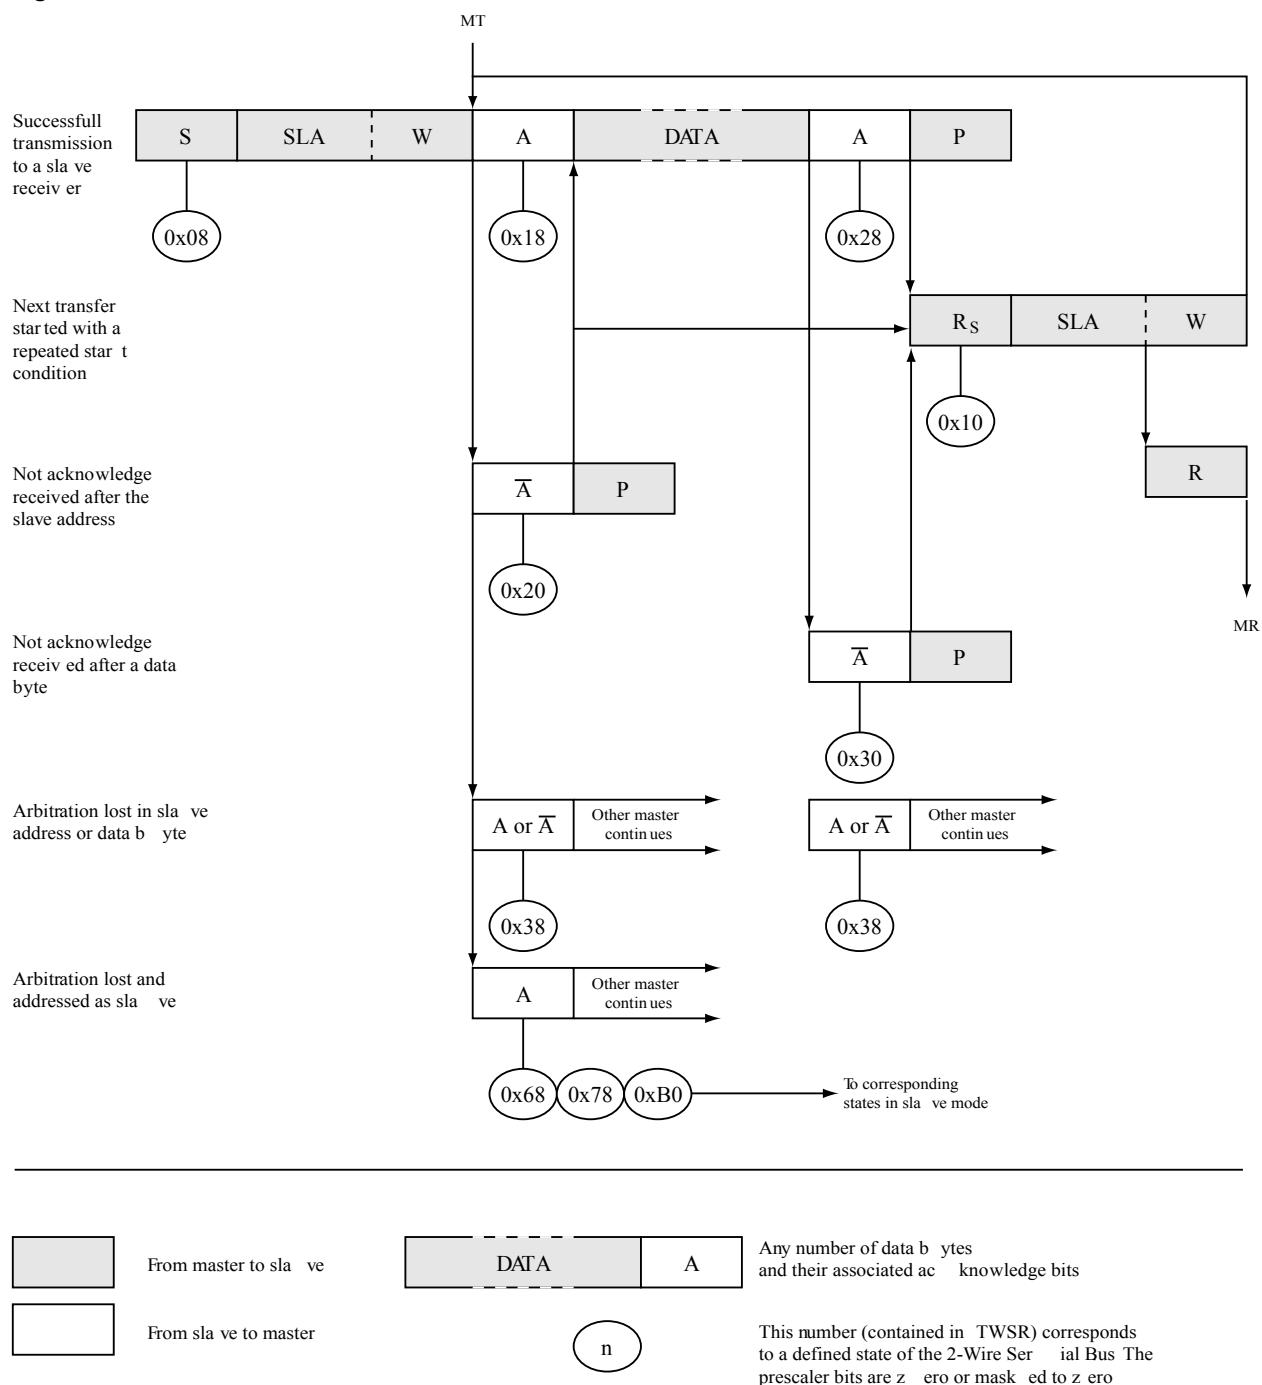 MT
Successfull
transmission
to a sla ve
receiv er
S SLA W A DATA A P
0x08 0x18 0x28
Next transfer
star ted with a
repeated star t
condition
RS SLA W
0x10
Not acknowledge
received after the
slave address
A̅ P
R
0x20
MR
Not acknowledge
receiv ed after a data
byte
A̅ P
0x30
Arbitration lost in sla ve
address or data b yte
A or A̅ Other master
contin ues
A or A̅ Other master
contin ues
0x38 0x38
Arbitration lost and
addressed as sla ve
A Other master
contin ues
0x68 0x78 0xB0
To corresponding
states in sla ve mode
From master to sla ve
DATA A
Any number of data b ytes
and their associated ac knowledge bits
From sla ve to master
n
This number (contained in TWSR) corresponds
to a defined state of the 2-Wire Ser ial Bus The
prescaler bits are z ero or mask ed to z ero